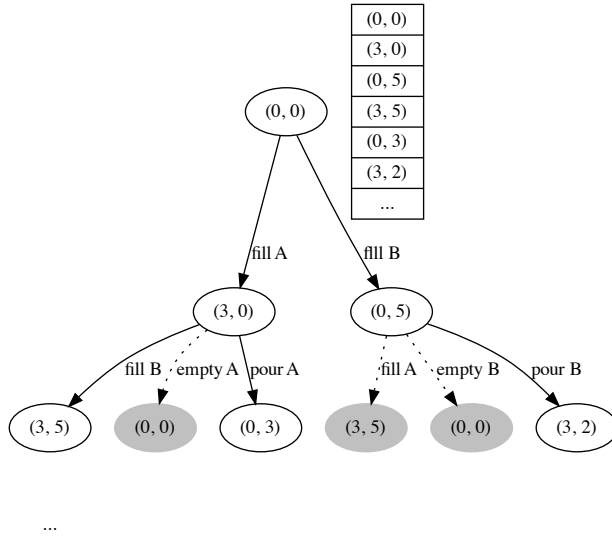 (0, 0)
(3, 0)
(0, 5)
(3, 5)
(0, 3)
(3, 2)
...
(0, 0)
fill A
flll B
(3, 0)
(0, 5)
fill B
empty A
pour A
fill A
empty B
pour B
(3, 5)
(0, 0)
(0, 3)
(3, 5)
(0, 0)
(3, 2)
...